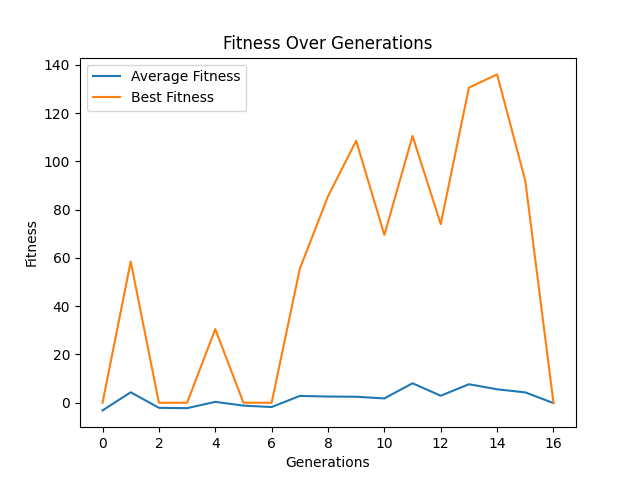 Fitness Over Generations
Average Fitness
Best Fitness
140
120
100
80
60
40
20
0
Fitness
0 2 4 6 8 10 12 14 16
Generations